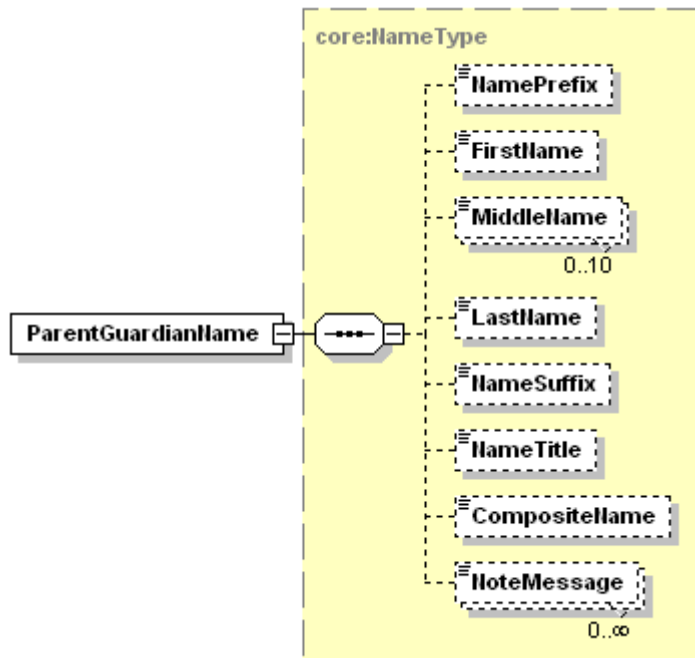 core:NameType
NamePrefix
FirstName
MiddleName
0..10
ParentGuardianName
LastName
NameSuffix
NameTitle
CompositeName
NoteMessage
0..∞